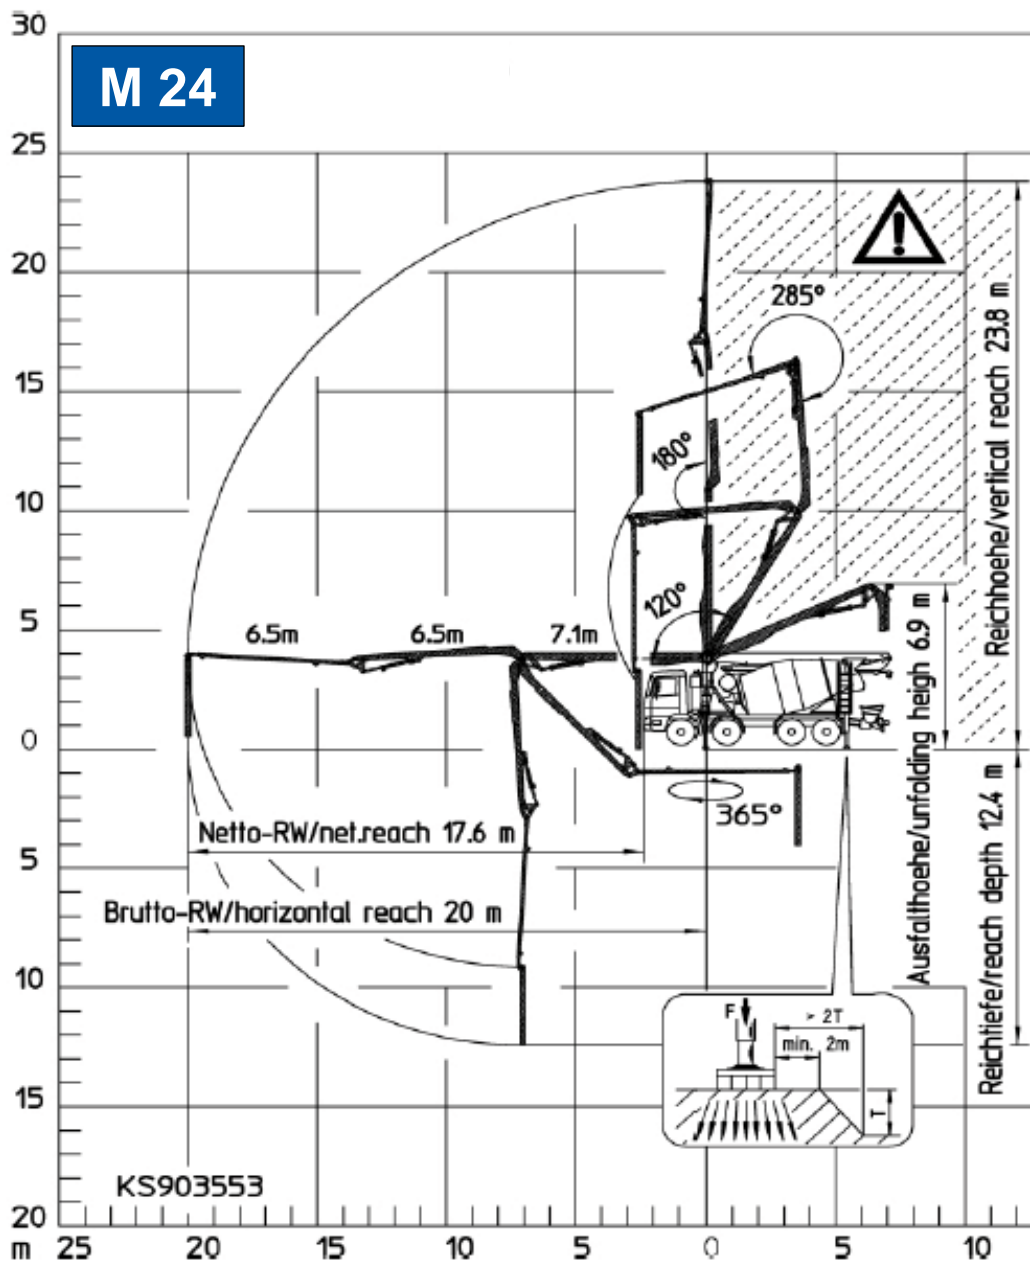 30
M 24
25
20
285°
15
180°
10
120°
5
6.5m
6.5m
7.1m
0
365°
Netto-RW/net.reach 17.6 m
5
Brutto-RW/horizontal reach 20 m
10
F
> 2T
min. 2m
T
15
KS903553
20
m
25
20
15
10
5
0
5
10
Reichhoehe/vertical reach 23.8 m
Ausfalthoehe/unfolding heigh 6.9 m
Reichtiefe/reach depth 12.4 m